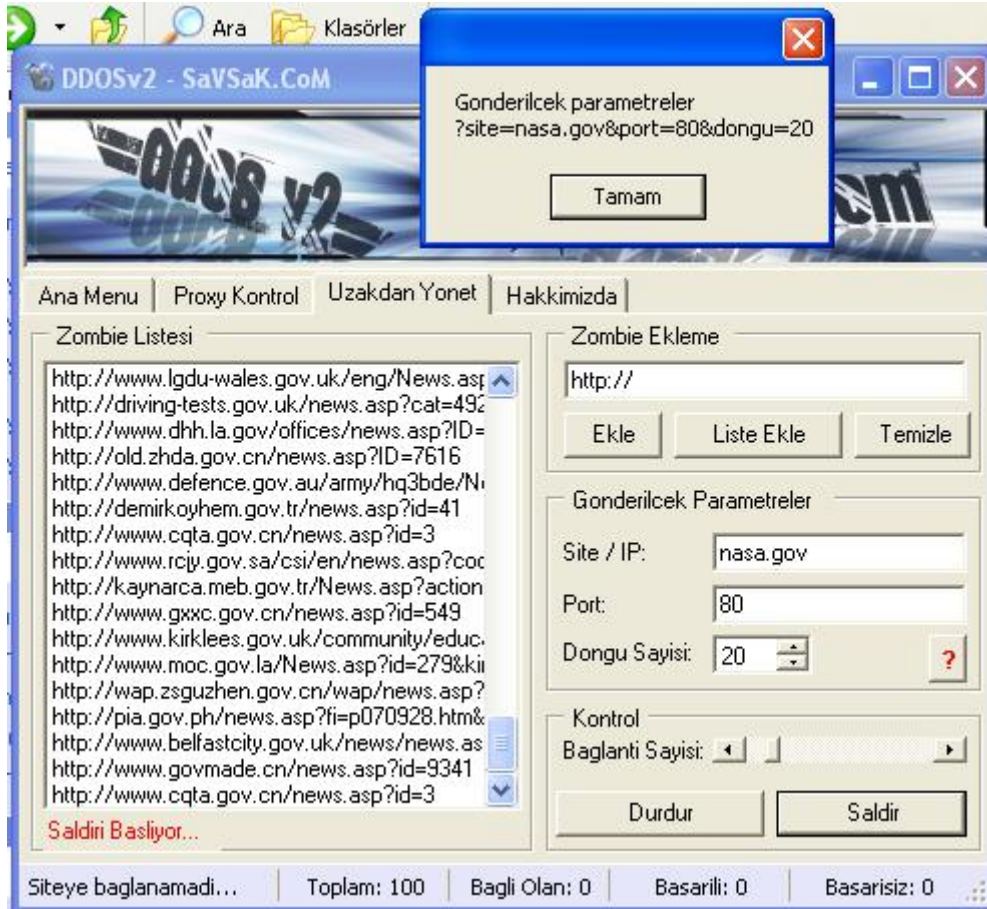 Ara
Klasörler
DDOSv2 - SaVSaK.CoM
Gonderilcek parametreler
?site=nasa.gov&port=80&dongu=20
Tamam
DDOS v2
com
Ana Menu
Proxy Kontrol
Uzakdan Yonet
Hakkimizda
Zombie Listesi
http://www.lgdu-wales.gov.uk/eng/News.asp
http://driving-tests.gov.uk/news.asp?cat=492
http://www.dhh.la.gov/offices/news.asp?ID=
http://old.zhda.gov.cn/news.asp?ID=7616
http://www.defence.gov.au/army/hq3bde/N
http://demirkoyhem.gov.tr/news.asp?id=41
http://www.cqta.gov.cn/news.asp?id=3
http://www.rcjy.gov.sa/csi/en/news.asp?coc
http://kaynarca.meb.gov.tr/News.asp?action
http://www.gxxc.gov.cn/news.asp?id=549
http://www.kirklees.gov.uk/community/educ
http://www.moc.gov.la/News.asp?id=279&ki
http://wap.zsguzhen.gov.cn/wap/news.asp?
http://pia.gov.ph/news.asp?fi=p070928.htm&
http://www.belfastcity.gov.uk/news/news.as
http://www.govmade.cn/news.asp?id=9341
http://www.cqta.gov.cn/news.asp?id=3
Saldiri Basliyor...
Zombie Ekleme
http://
Ekle
Liste Ekle
Temizle
Gonderilcek Parametreler
Site / IP: nasa.gov
Port: 80
Dongu Sayisi: 20
?
Kontrol
Baglanti Sayisi:
Durdur
Saldir
Siteye baglanamadi...
Toplam: 100
Bagli Olan: 0
Basarili: 0
Basarisiz: 0